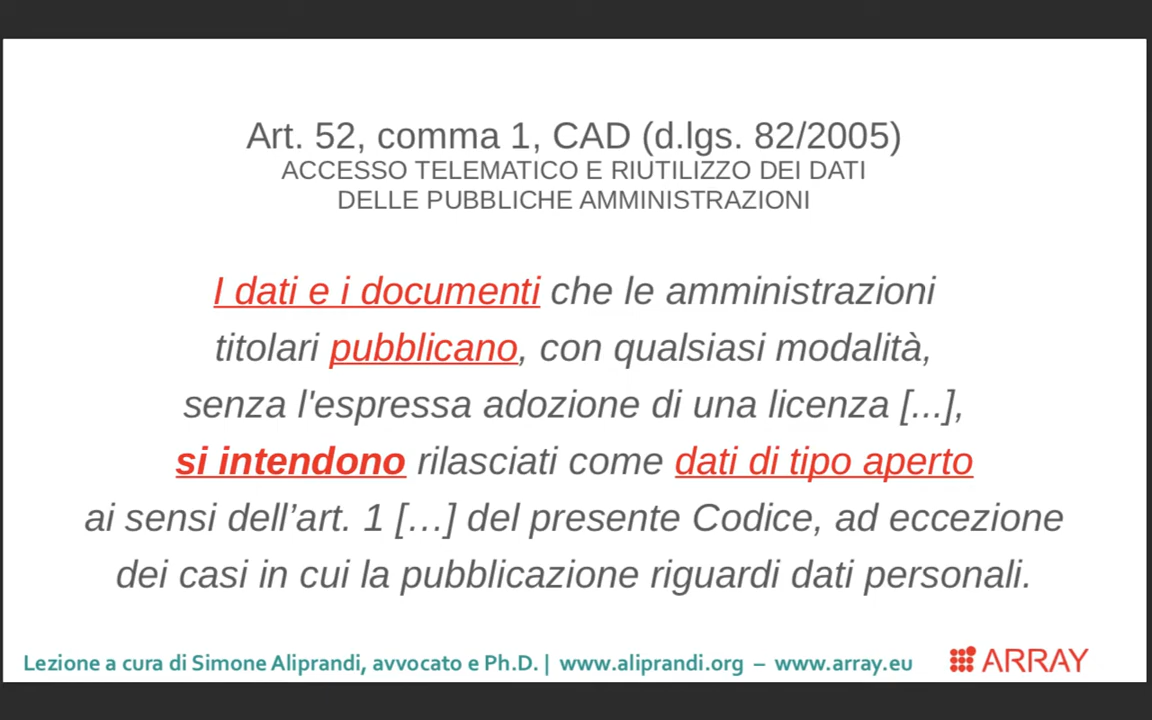 Art. 52, comma 1, CAD (d.lgs. 82/2005)
ACCESSO TELEMATICO E RIUTILIZZO DEI DATI
DELLE PUBBLICHE AMMINISTRAZIONI
I dati e i documenti che le amministrazioni
titolari pubblicano, con qualsiasi modalità,
senza l'espressa adozione di una licenza [...],
si intendono rilasciati come dati di tipo aperto
ai sensi dell’art. 1 […] del presente Codice, ad eccezione
dei casi in cui la pubblicazione riguardi dati personali.
Lezione a cura di Simone Aliprandi, avvocato e Ph.D. | www.aliprandi.org – www.array.eu
ARRAY